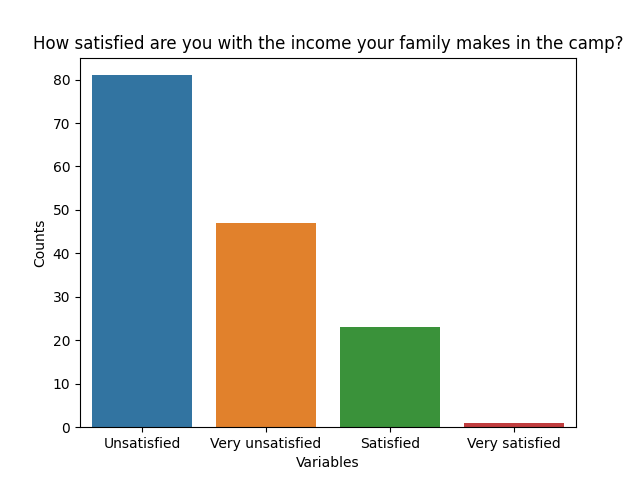 How satisfied are you with the income your family makes in the camp?
80
70
60
50
40
30
20
10
0
Counts
Unsatisfied Very unsatisfied Satisfied Very satisfied
Variables